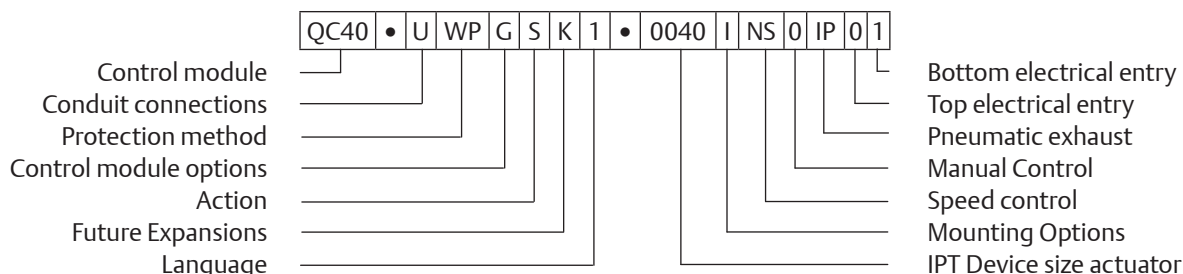 QC40 • U WP G S K 1 • 0040 I NS 0 IP 0 1
Control module
Conduit connections
Protection method
Control module options
Action
Future Expansions
Language
Bottom electrical entry
Top electrical entry
Pneumatic exhaust
Manual Control
Speed control
Mounting Options
IPT Device size actuator